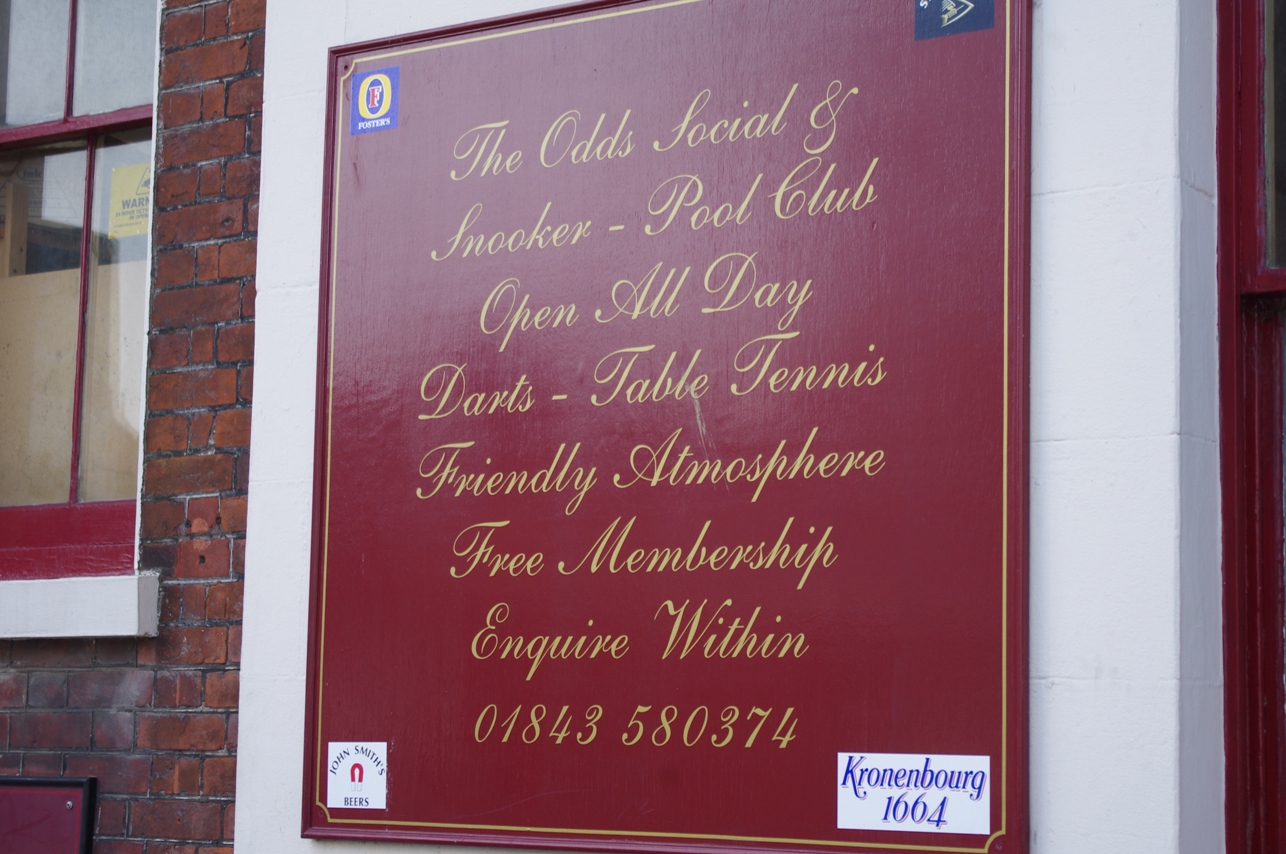 FOSTER'S
The Odds Social &
Snooker - Pool Club
Open All Day
Darts - Table Tennis
Friendly Atmosphere
Free Membership
Enquire Within
01843 580374
JOHN SMITH'S
BEERS
Kronenbourg
1664
WARN